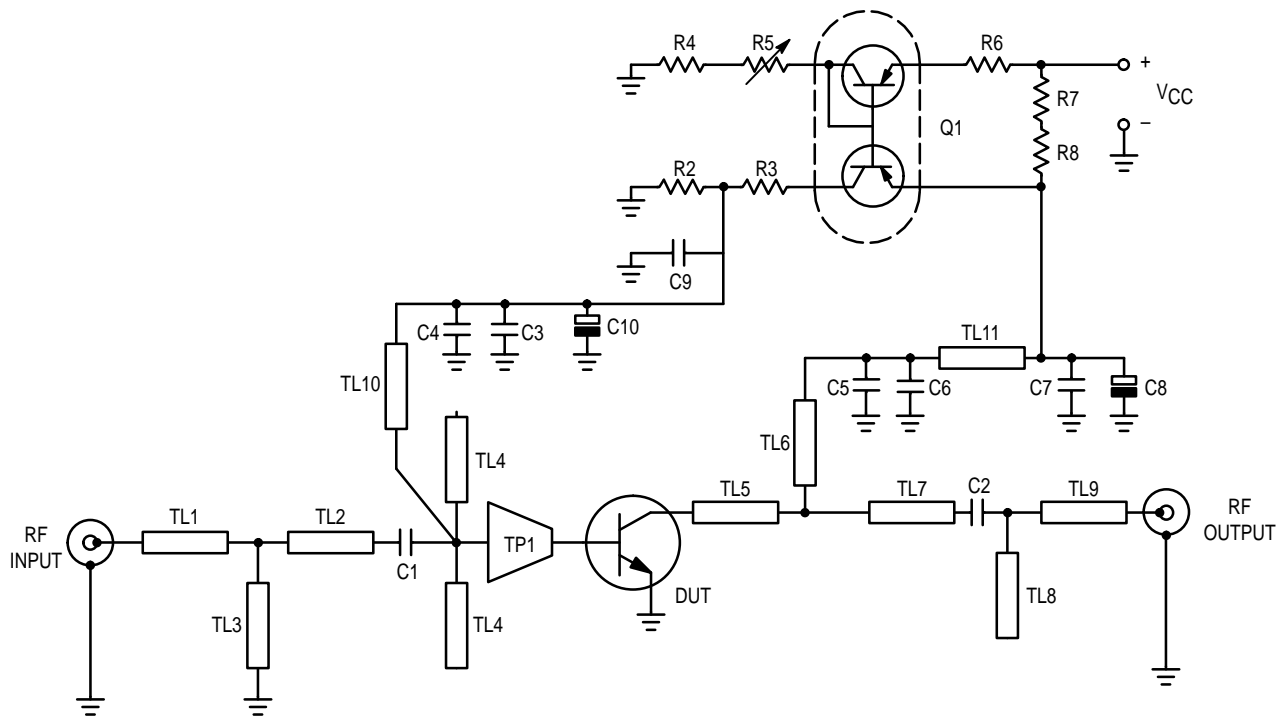 R4
R5
R6
+
VCC
R7
Q1
–
R8
R2
R3
C9
C4
C3
C10
TL11
TL10
C5
C6
C7
C8
TL4
TL6
TL5
TL7
C2
TL9
RF
OUTPUT
RF
INPUT
TL1
TL2
C1
TP1
DUT
TL8
TL3
TL4